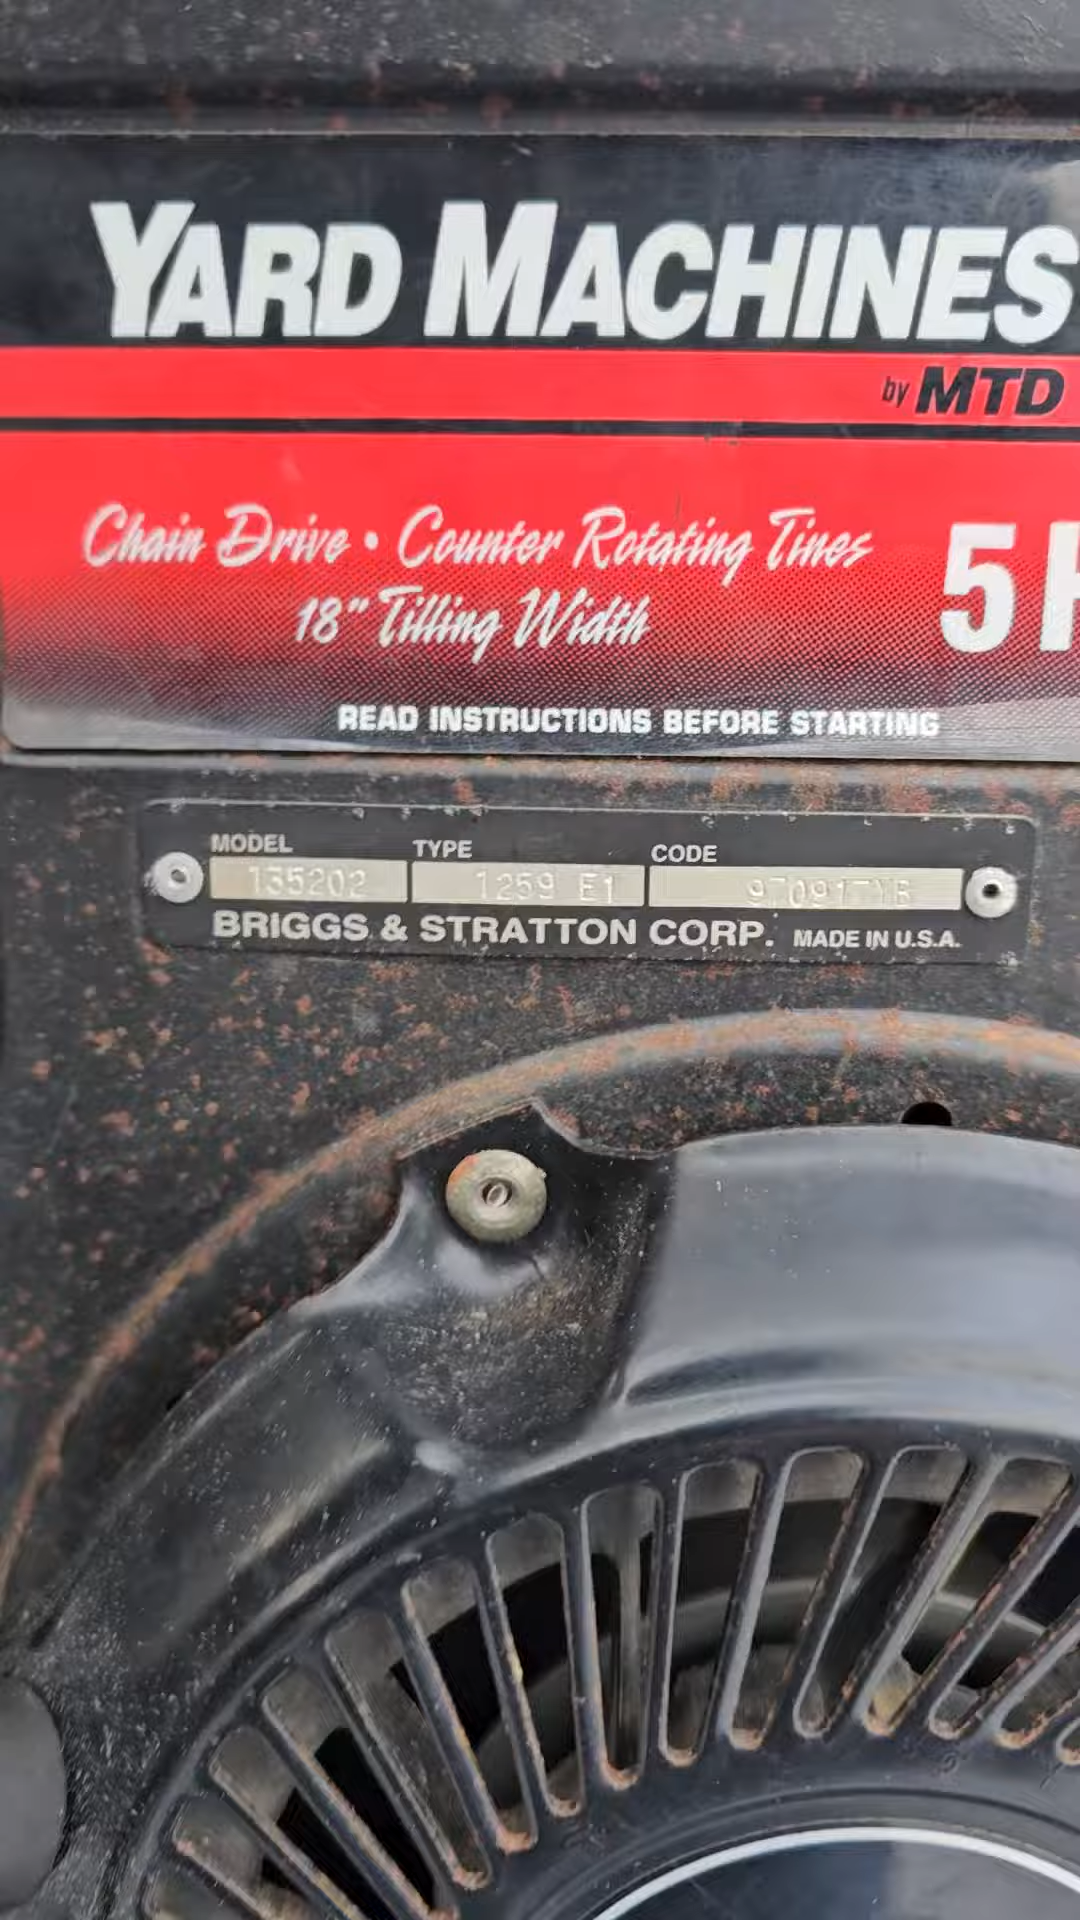 YARD MACHINES
by MTD
Chain Drive • Counter Rotating Tines
18" Tilling Width
5 H
READ INSTRUCTIONS BEFORE STARTING
MODEL TYPE CODE
135202 1259 E1
BRIGGS & STRATTON CORP. MADE IN U.S.A.